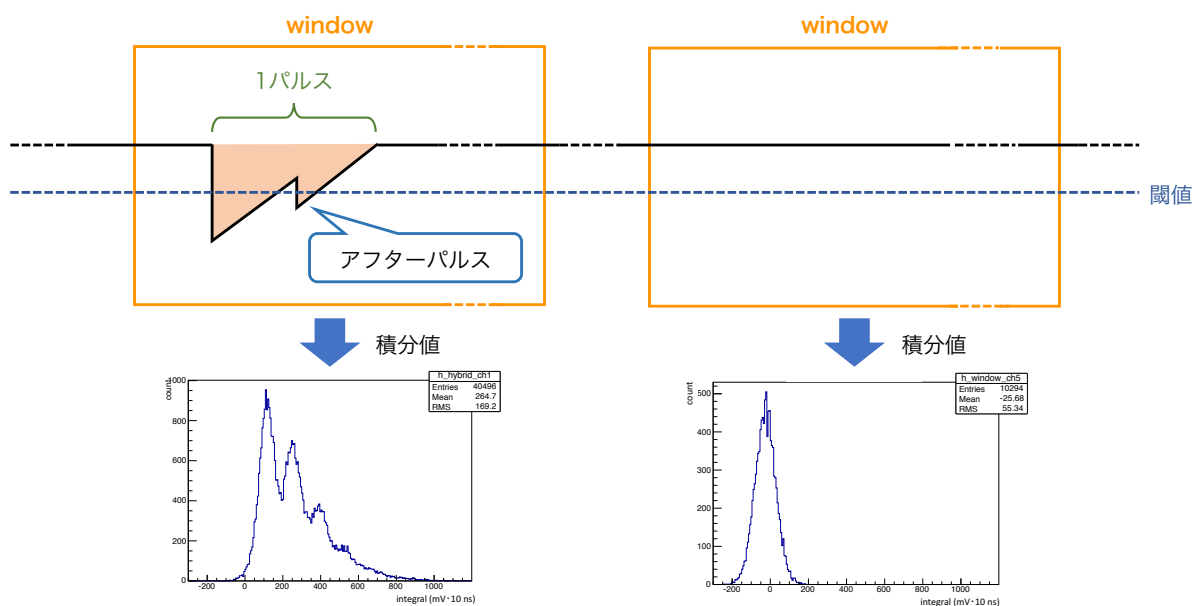 window
window
1パルス
閾値
アフターパルス
積分値
積分値
h_hybrid_ch1
Entries 40496
Mean 264.7
RMS 169.2
count
1000
800
600
400
200
0
-200 0 200 400 600 800 1000
integral (mV·10 ns)
h_window_ch5
Entries 10294
Mean -25.68
RMS 55.34
count
500
400
300
200
100
0
-200 0 200 400 600 800 1000
integral (mV·10 ns)